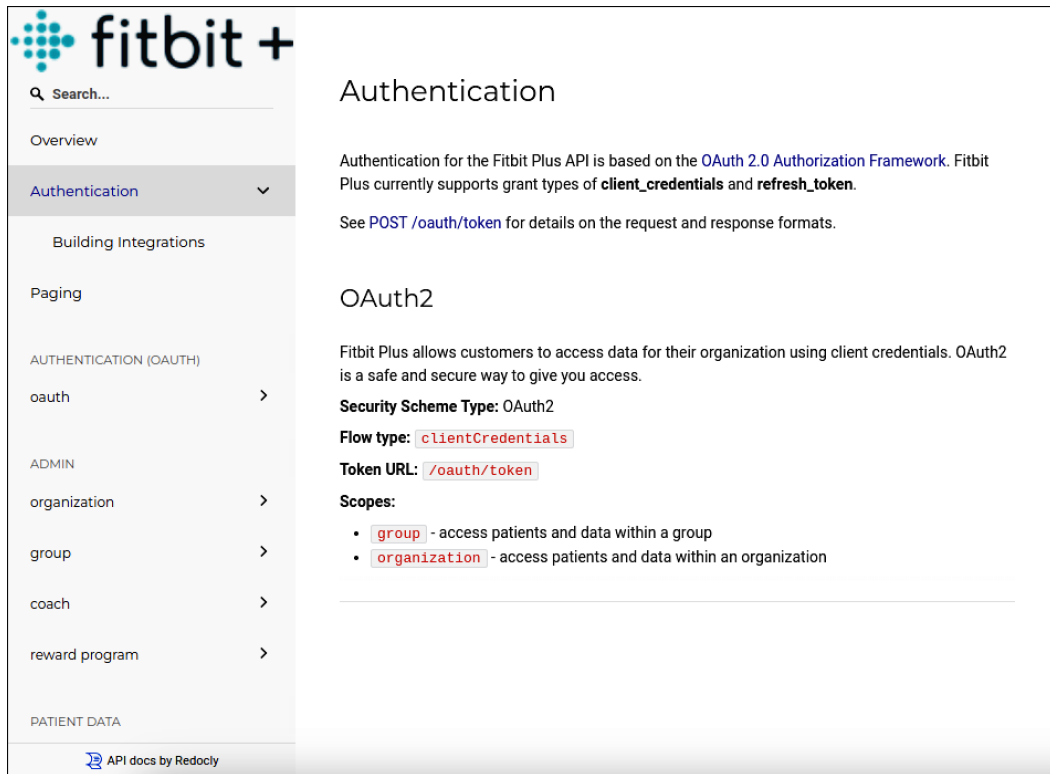 fitbit +
Search...
Overview
Authentication
Building Integrations
Paging
AUTHENTICATION (OAUTH)
oauth
ADMIN
organization
group
coach
reward program
PATIENT DATA
API docs by Redocly
Authentication
Authentication for the Fitbit Plus API is based on the OAuth 2.0 Authorization Framework. Fitbit
Plus currently supports grant types of client_credentials and refresh_token.
See POST /oauth/token for details on the request and response formats.
OAuth2
Fitbit Plus allows customers to access data for their organization using client credentials. OAuth2
is a safe and secure way to give you access.
Security Scheme Type: OAuth2
Flow type: clientCredentials
Token URL: /oauth/token
Scopes:
• group - access patients and data within a group
• organization - access patients and data within an organization